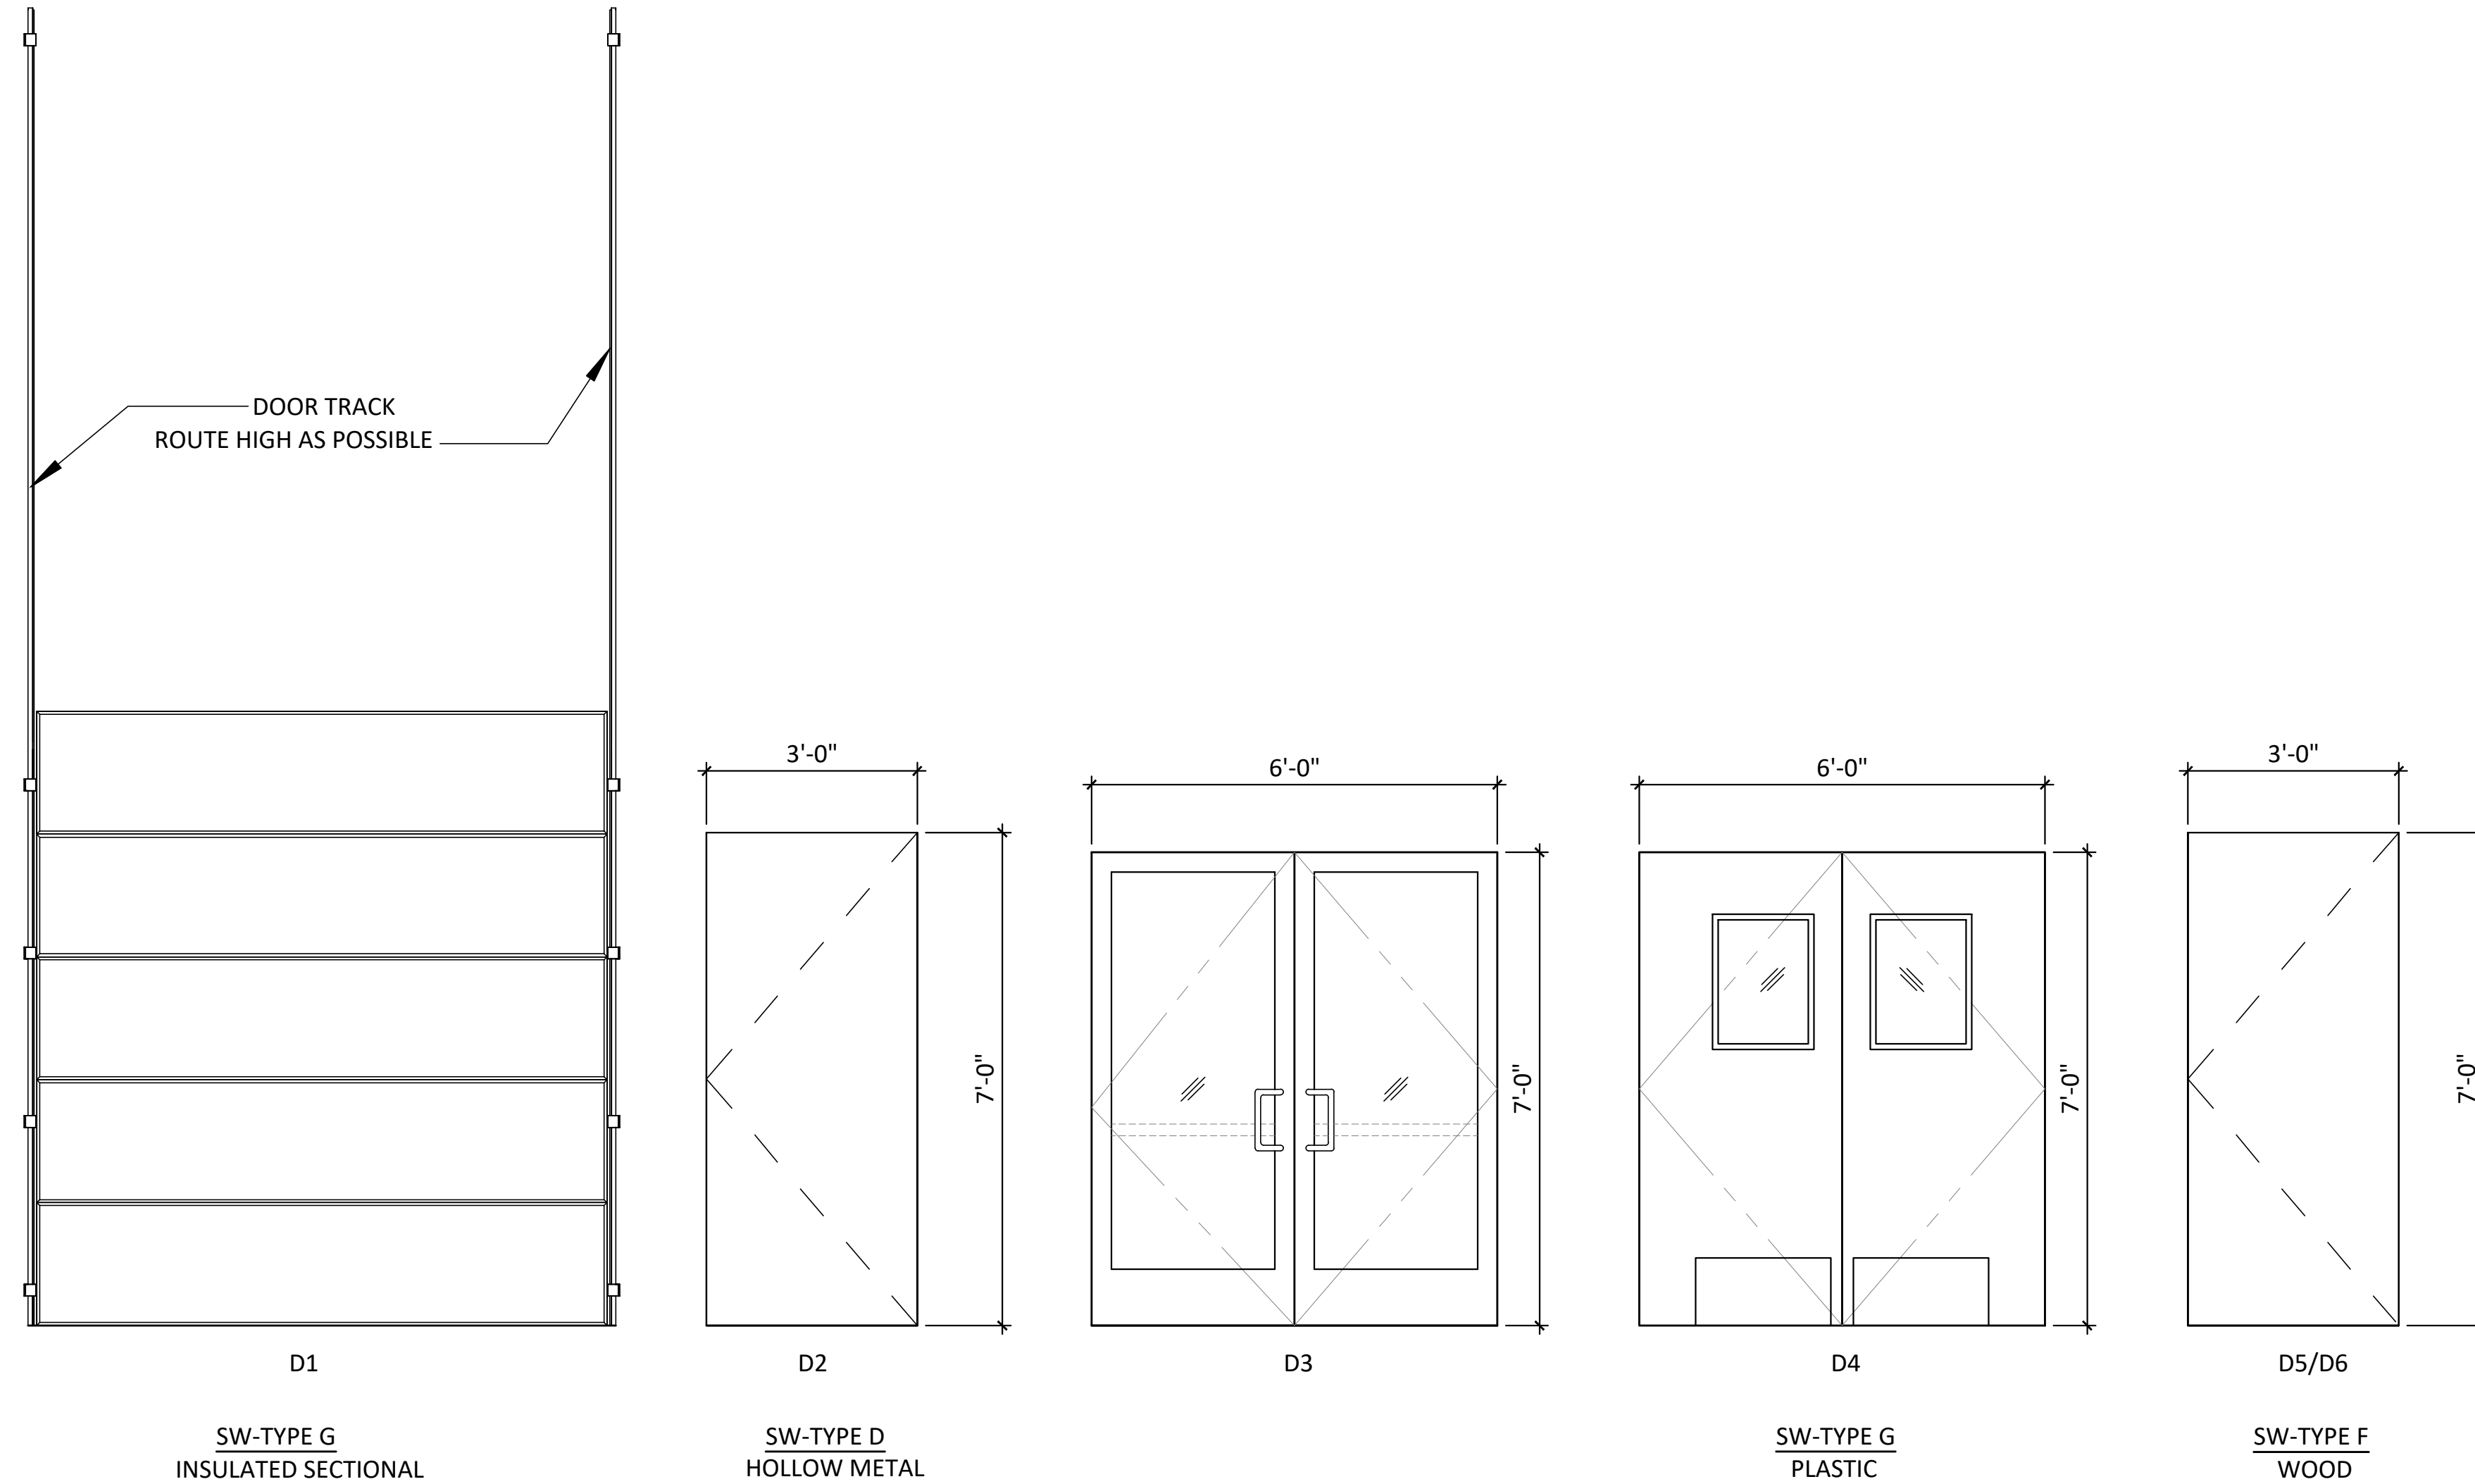 DOOR TRACK
ROUTE HIGH AS POSSIBLE
3'-0"
7'-0"
6'-0"
7'-0"
6'-0"
7'-0"
3'-0"
7'-0"
D1
D2
D3
D4
D5/D6
SW-TYPE G
INSULATED SECTIONAL
SW-TYPE D
HOLLOW METAL
SW-TYPE G
PLASTIC
SW-TYPE F
WOOD